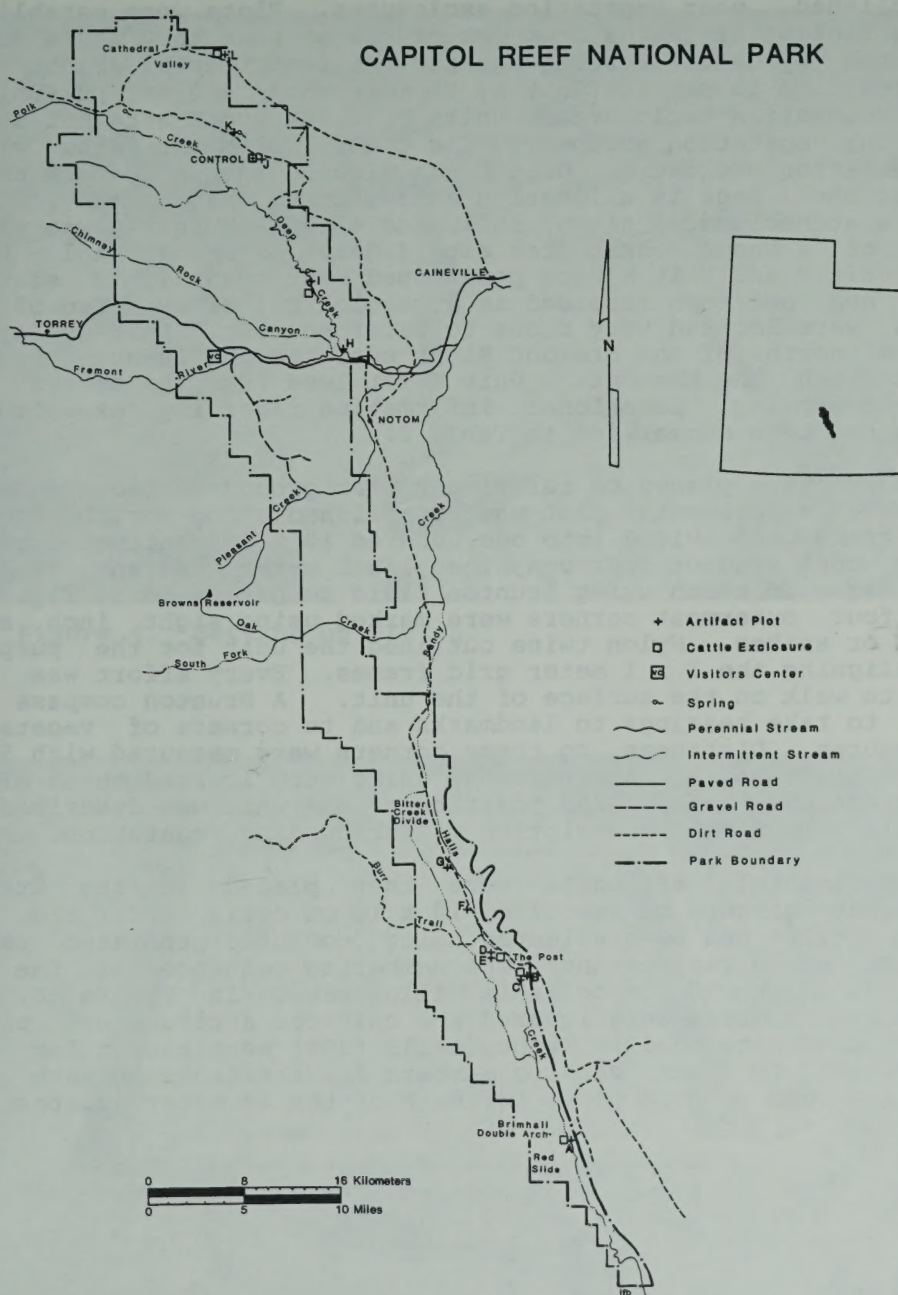 CAPITOL REEF NATIONAL PARK
Cathedral
Valley
L
Polk
Creek
K
CONTROL
J
Deep
Creek
I
Chimney
Rock
Canyon
CAINEVILLE
TORREY
VC
H
Fremont
River
N
NOTOM
Pleasant
Creek
Creek
Browns Reservoir
Oak
Creek
South
Fork
Sandy
Artifact Plot
Cattle Exclosure
VC Visitors Center
Spring
Perennial Stream
Intermittent Stream
Paved Road
Gravel Road
Dirt Road
Park Boundary
Bitter
Creek
Divide
Halls
G
Burr
Trail
F
D
E
The Post
B
C
Creek
Brimhall
Double Arch
A
Red
Slide
0 8 16 Kilometers
0 5 10 Miles